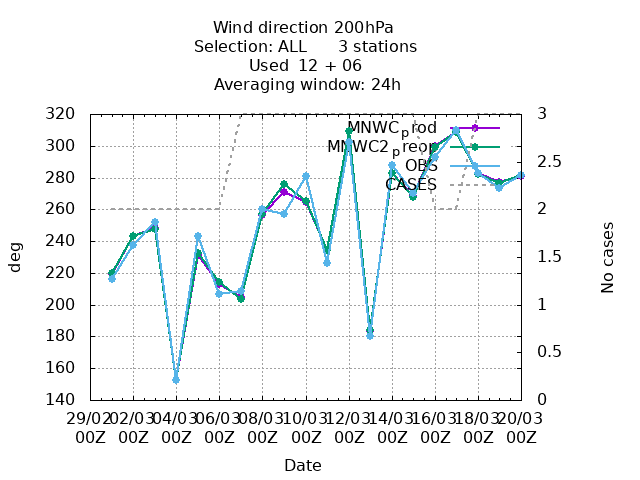 Wind direction 200hPa
Selection: ALL 3 stations
Used 12 + 06
Averaging window: 24h
320 3
MNWC_prod
300
MNWC2_preop
2.5
OBS
280
CASES
260 2
240 1.5
220
200 1
180
0.5
160
140 0
29/02 02/03 04/03 06/03 08/03 10/03 12/03 14/03 16/03 18/03 20/03
00Z 00Z 00Z 00Z 00Z 00Z 00Z 00Z 00Z 00Z 00Z
deg
No cases
Date